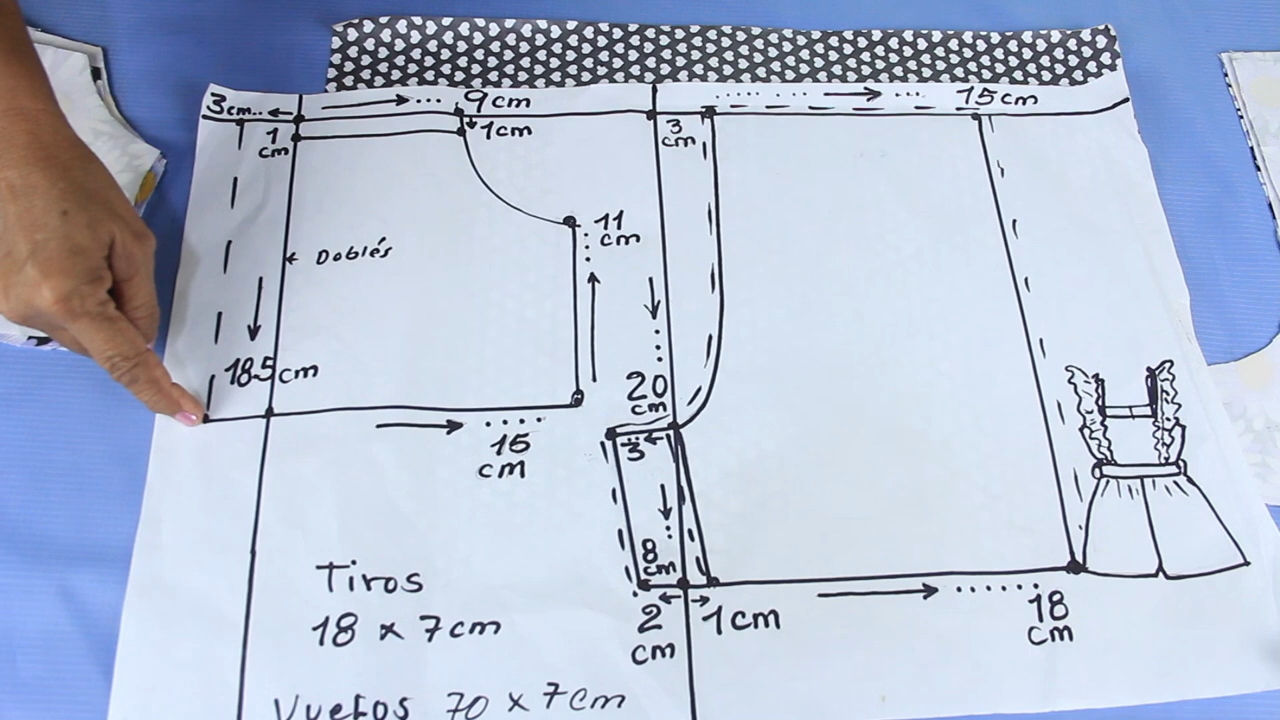 3cm..
9cm
15cm
1
cm
1cm
3
cm
11
cm
Doblés
18.5cm
20
cm
15
cm
3
8
cm
Tiros
18 x 7cm
2
cm
1cm
18
cm
Vuelos 70 x 7cm